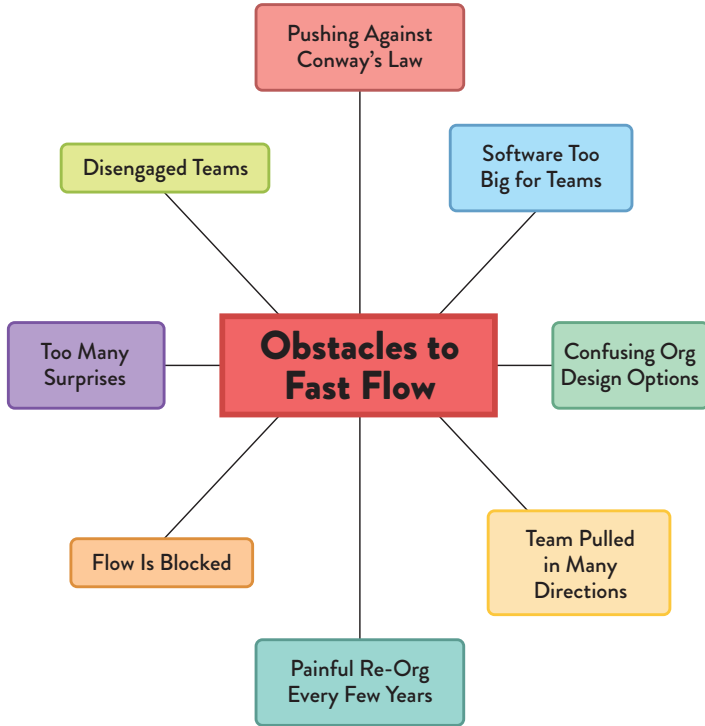 Pushing Against
Conway's Law
Disengaged Teams
Software Too
Big for Teams
Too Many
Surprises
Obstacles to
Fast Flow
Confusing Org
Design Options
Flow Is Blocked
Team Pulled
in Many
Directions
Painful Re-Org
Every Few Years